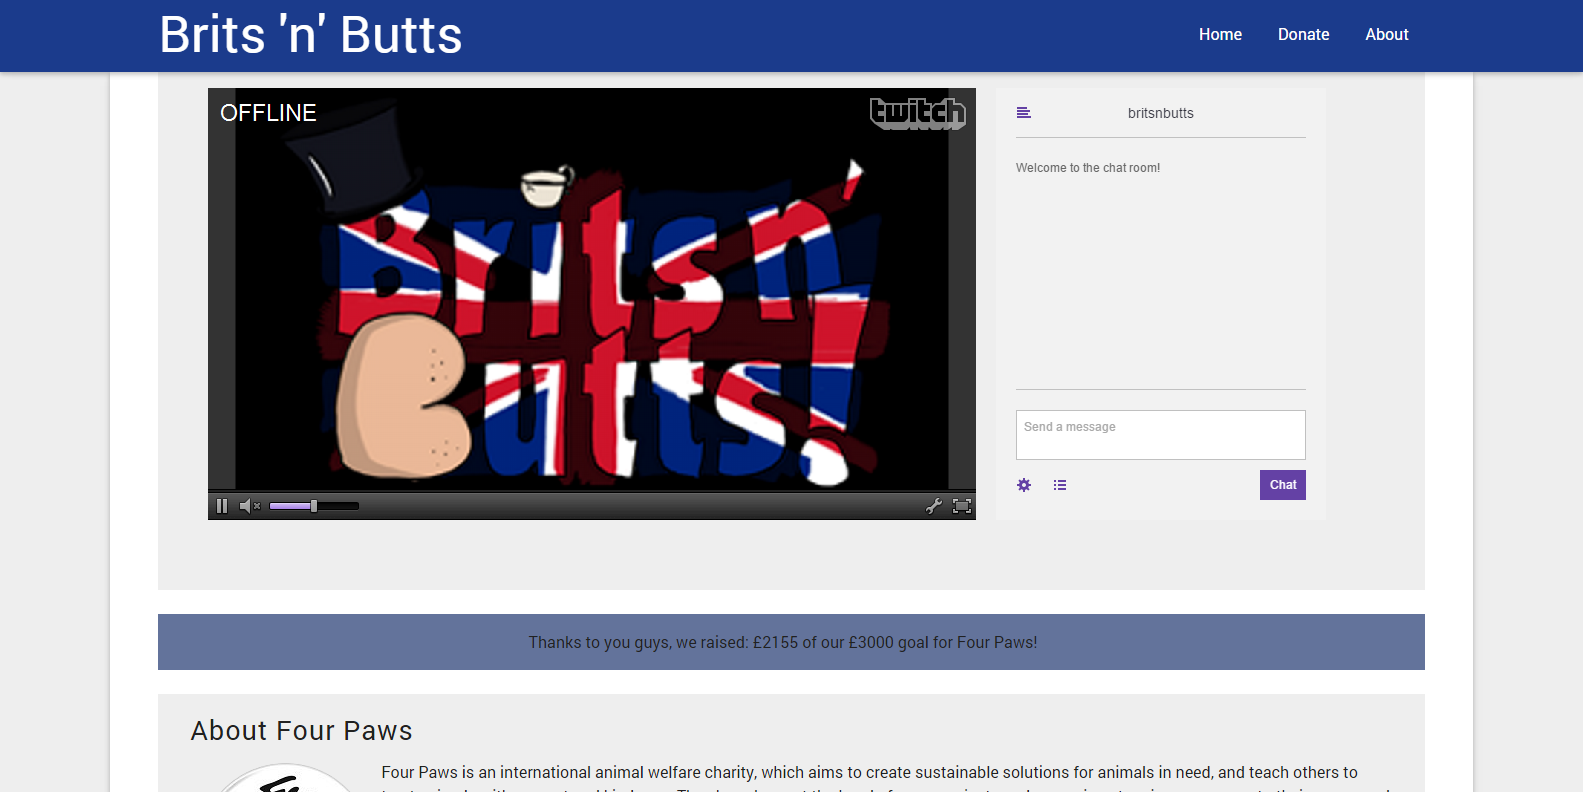 Brits 'n' Butts
Home
Donate
About
OFFLINE
twitch
Brits n'
Butts!
britsnbutts
Welcome to the chat room!
Send a message
Chat
Thanks to you guys, we raised: £2155 of our £3000 goal for Four Paws!
About Four Paws
Four Paws is an international animal welfare charity, which aims to create sustainable solutions for animals in need, and teach others to